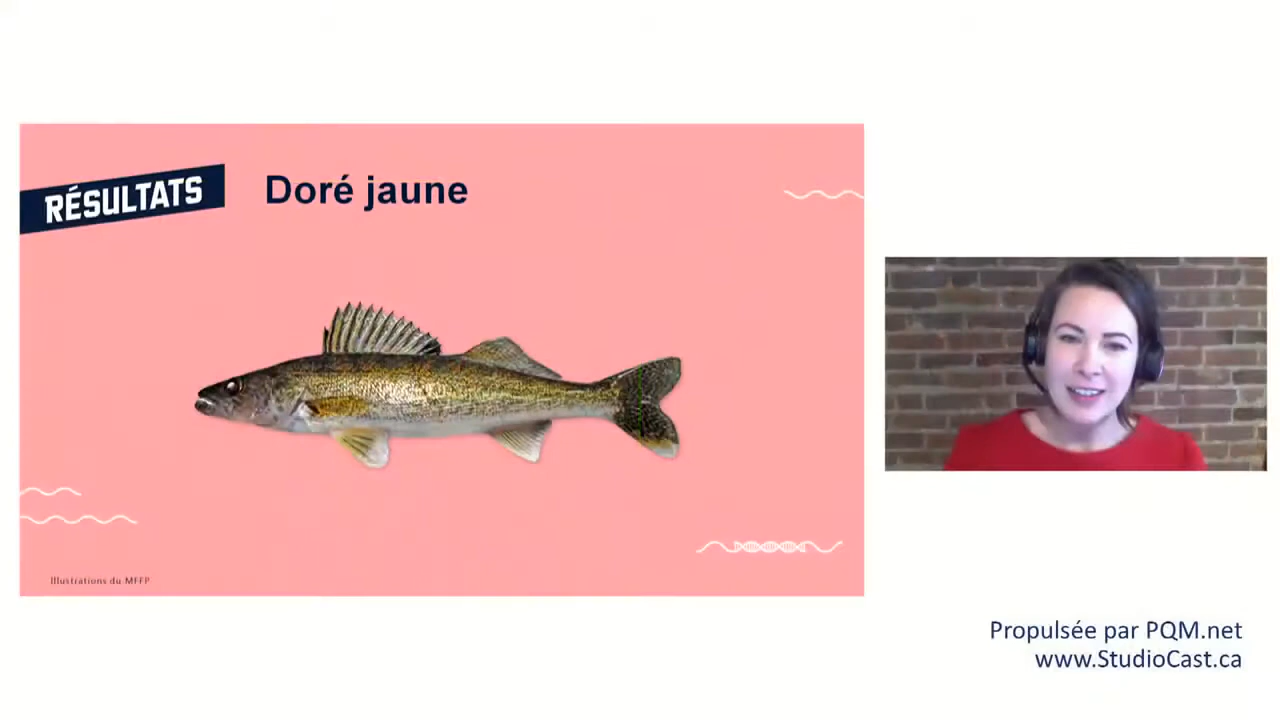 RÉSULTATS
Doré jaune
Illustrations du MFFP
Propulsée par PQM.net
www.StudioCast.ca